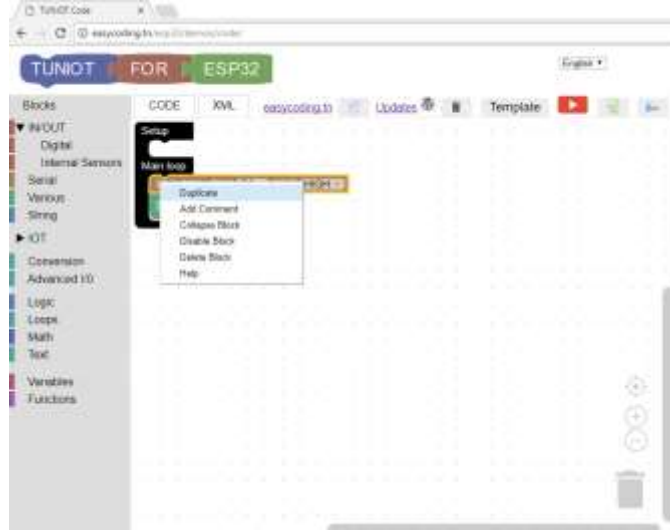 TUNIOT Code
easycoding.tn
TUNIOT FOR ESP32
English
Blocks
CODE XML easycoding.tn Updates Template
IN/OUT
Digital
Internal Sensors
Serial
Various
String
IOT
Conversion
Advanced I/O
Logic
Loops
Math
Text
Variables
Functions
Setup
Main loop
HIGH
Duplicate
Add Comment
Collapse Block
Disable Block
Delete Block
Help